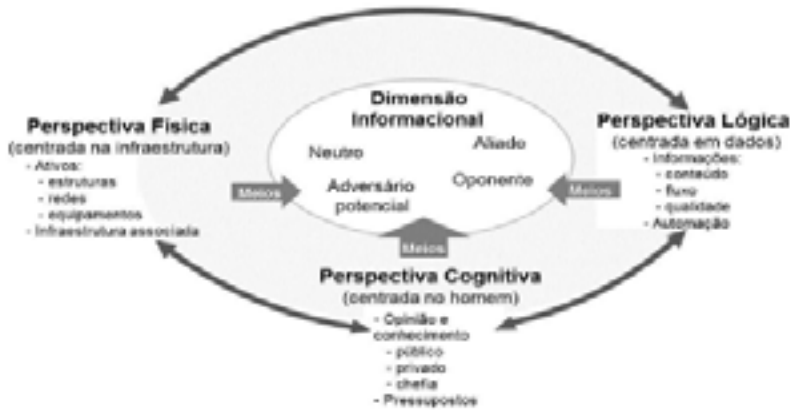 Dimensão
Informacional
Neutro
Aliado
Adversário
potencial
Oponente
Perspectiva Física
(centrada na infraestrutura)
- Ativos:
- estruturas
- redes
- equipamentos
- Infraestrutura associada
Meios
Perspectiva Lógica
(centrada em dados)
- Informações:
- conteúdo
- fluxo
- qualidade
- Automação
Meios
Meios
Perspectiva Cognitiva
(centrada no homem)
- Opinião e
conhecimento
- público
- privado
- chefia
- Pressupostos